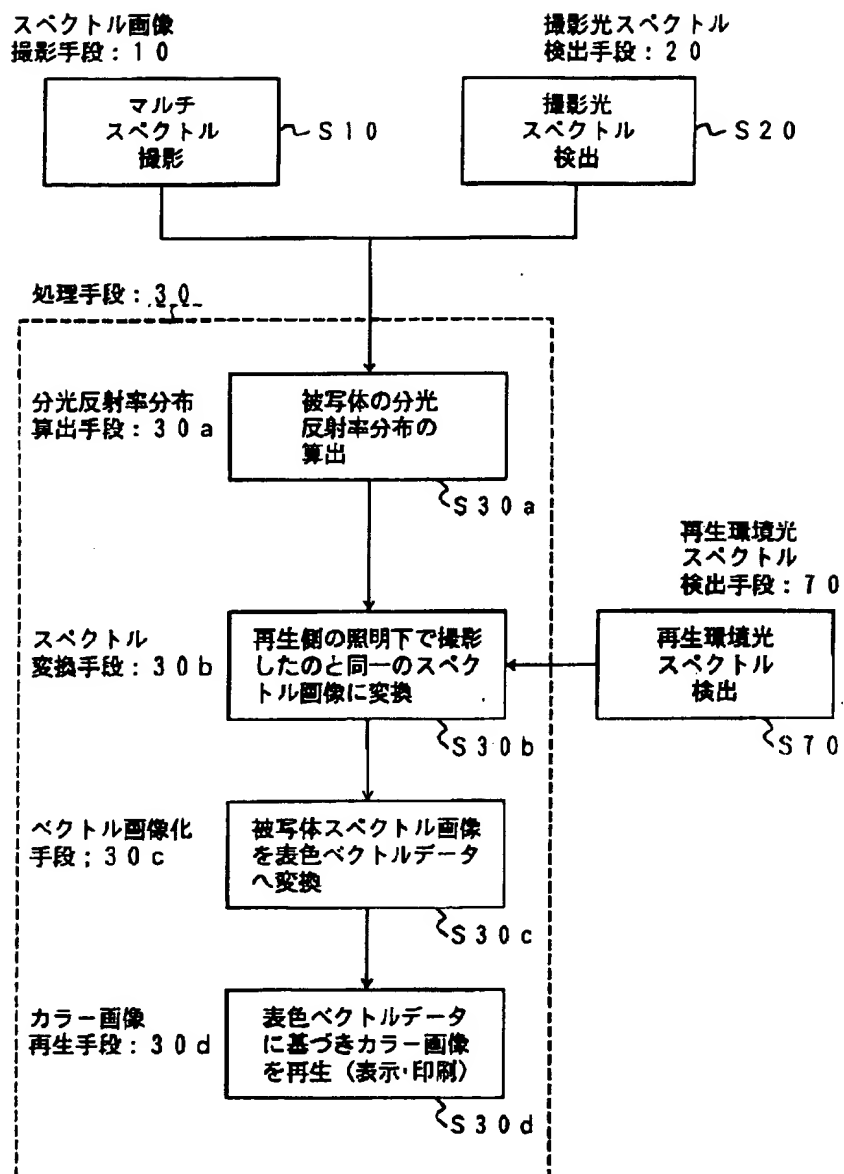 スペクトル画像
撮影手段：10
撮影光スペクトル
検出手段：20
マルチ
スペクトル
撮影
S10
撮影光
スペクトル
検出
S20
処理手段：30
分光反射率分布
算出手段：30a
被写体の分光
反射率分布の
算出
S30a
再生環境光
スペクトル
検出手段：70
スペクトル
変換手段：30b
再生側の照明下で撮影
したのと同一のスペク
トル画像に変換
S30b
再生環境光
スペクトル
検出
S70
ベクトル画像化
手段；30c
被写体スペクトル画像
を表色ベクトルデータ
へ変換
S30c
カラー画像
再生手段：30d
表色ベクトルデータ
に基づきカラー画像
を再生（表示・印刷）
S30d